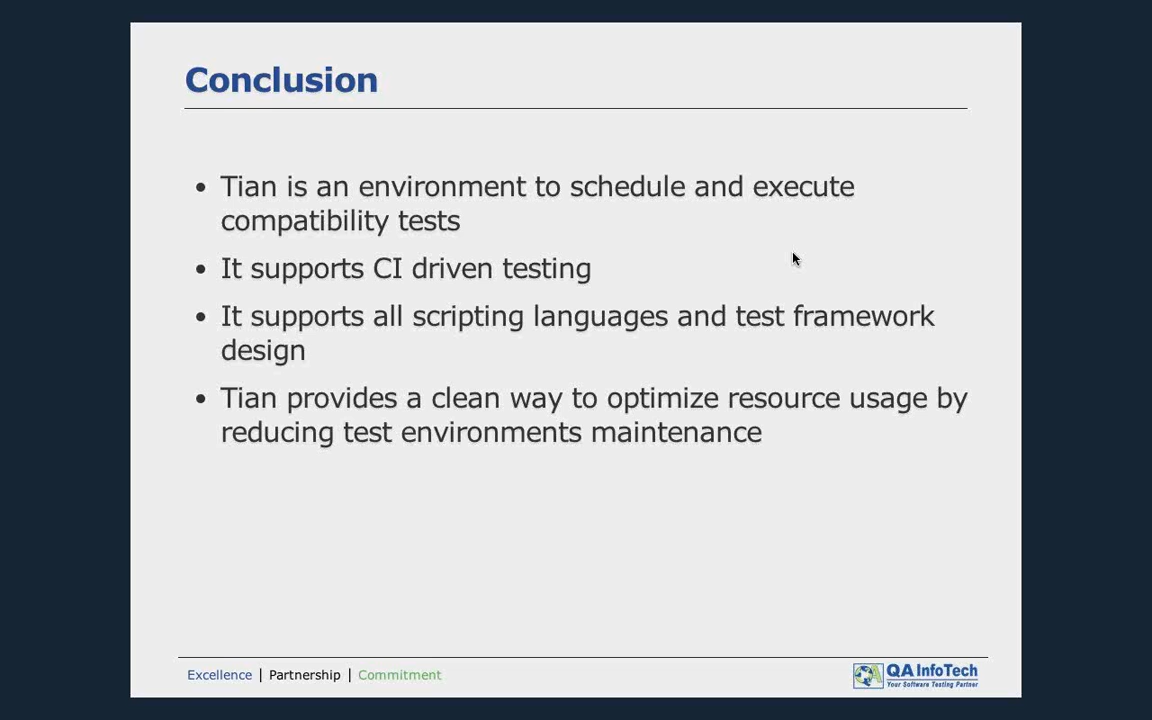 Conclusion
• Tian is an environment to schedule and execute
compatibility tests
• It supports CI driven testing
• It supports all scripting languages and test framework
design
• Tian provides a clean way to optimize resource usage by
reducing test environments maintenance
Excellence | Partnership | Commitment
QA InfoTech
Your Software Testing Partner